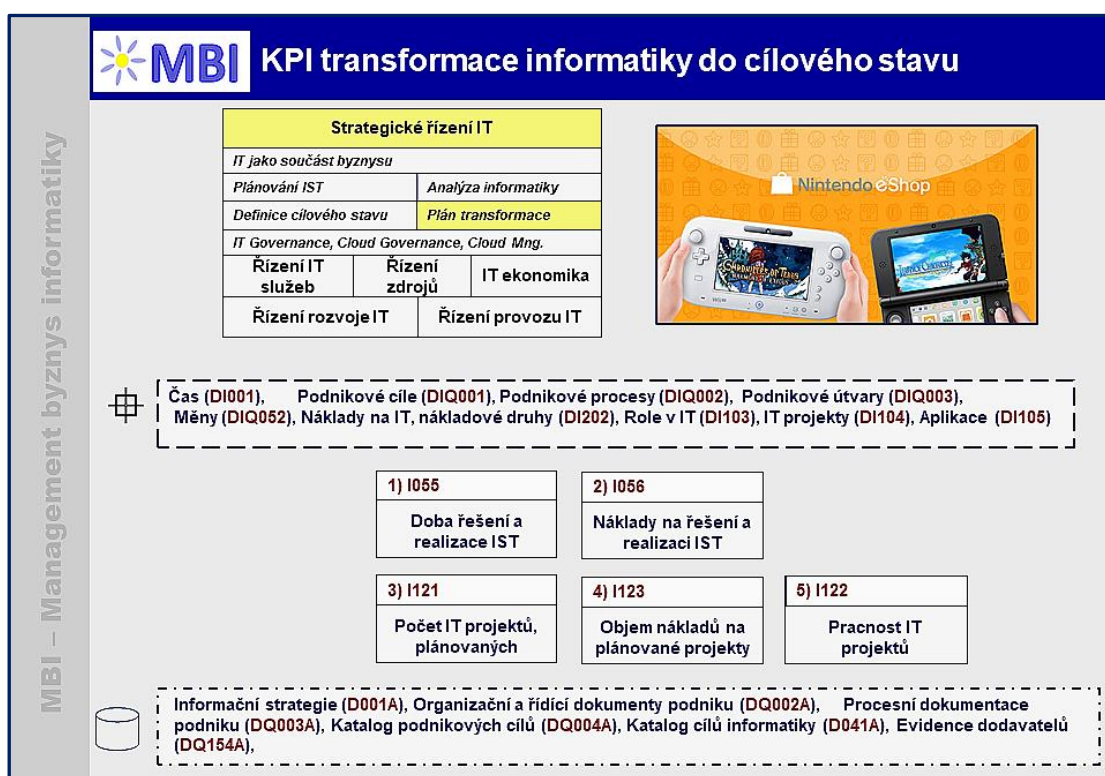 MBI – Management byznys informatiky
MBI
KPI transformace informatiky do cílového stavu
Strategické řízení IT
IT jako součást byznysu
Plánování IST
Analýza informatiky
Definice cílového stavu
Plán transformace
IT Governance, Cloud Governance, Cloud Mng.
Řízení IT
služeb
Řízení
zdrojů
IT ekonomika
Řízení rozvoje IT
Řízení provozu IT
Nintendo eShop
Čas (DI001), Podnikové cíle (DIQ001), Podnikové procesy (DIQ002), Podnikové útvary (DIQ003),
Měny (DIQ052), Náklady na IT, nákladové druhy (DI202), Role v IT (DI103), IT projekty (DI104), Aplikace (DI105)
1) I055
Doba řešení a
realizace IST
2) I056
Náklady na řešení a
realizaci IST
3) I121
Počet IT projektů,
plánovaných
4) I123
Objem nákladů na
plánované projekty
5) I122
Pracnost IT
projektů
Informační strategie (D001A), Organizační a řídící dokumenty podniku (DQ002A), Procesní dokumentace
podniku (DQ003A), Katalog podnikových cílů (DQ004A), Katalog cílů informatiky (D041A), Evidence dodavatelů
(DQ154A),